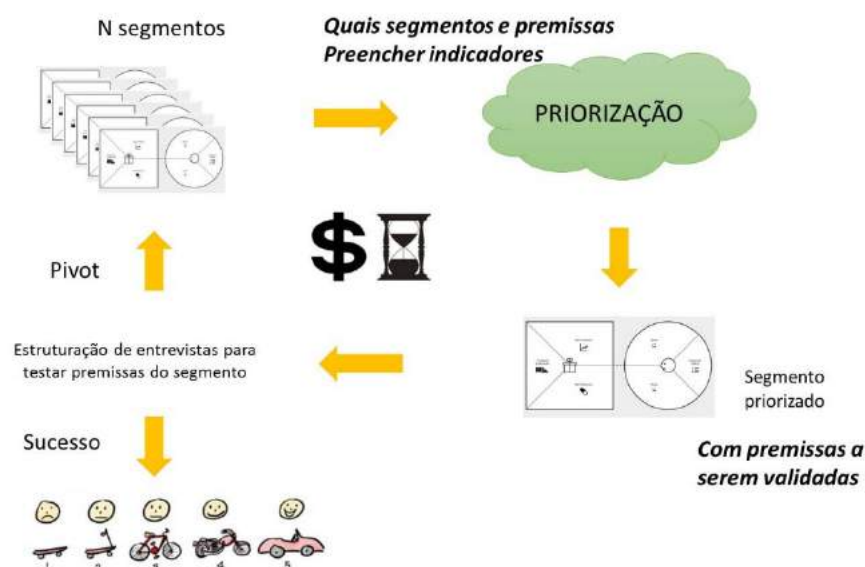 N segmentos
Quais segmentos e premissas
Preencher indicadores
PRIORIZAÇÃO
$
Pivot
Estruturação de entrevistas para
testar premissas do segmento
Segmento
priorizado
Com premissas a
serem validadas
Sucesso
4